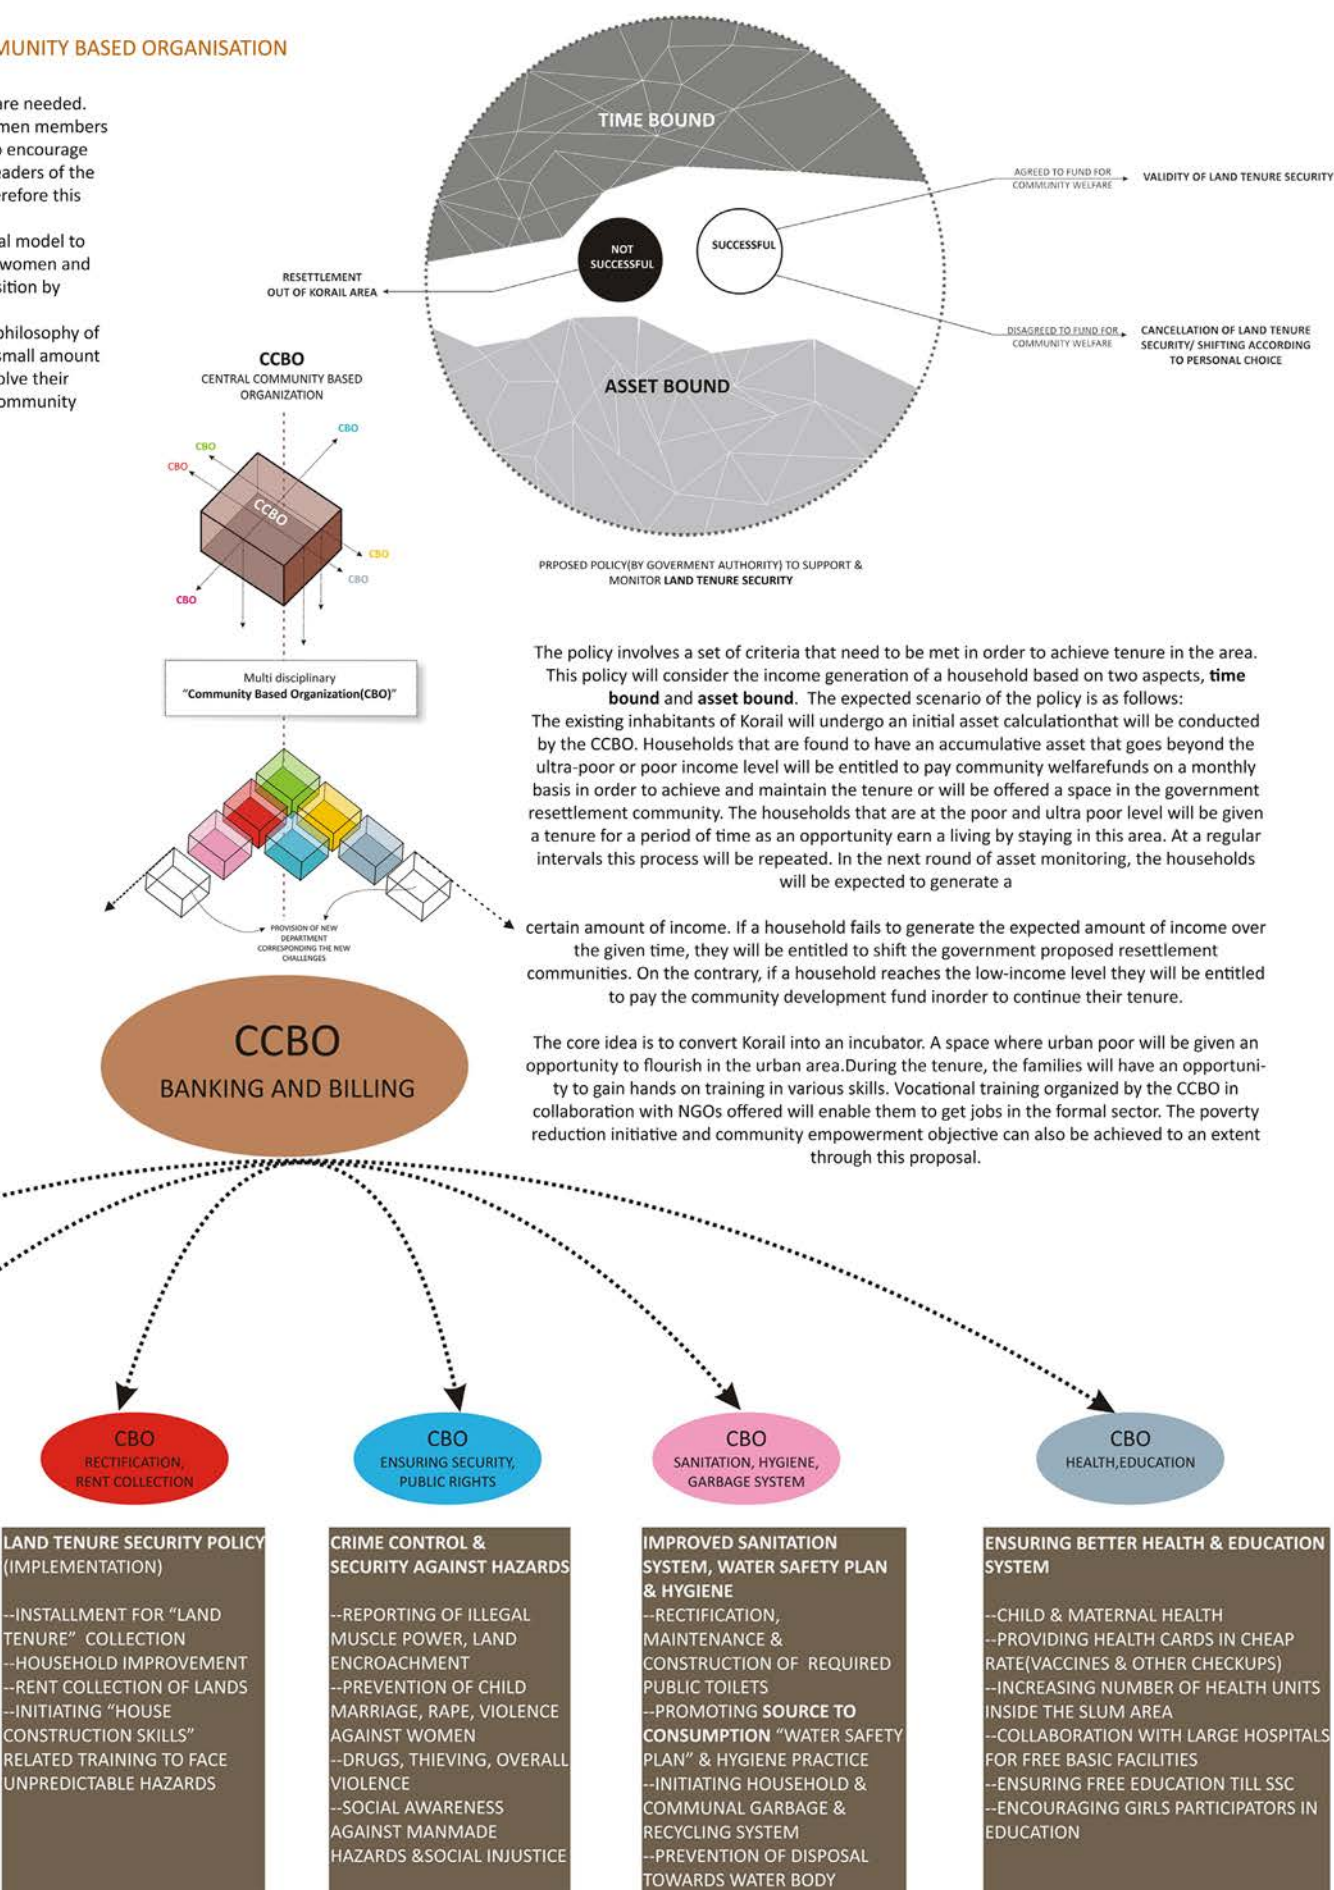 MUNITY BASED ORGANISATION
are needed.
men members
o encourage
eaders of the
erefore this
al model to
women and
sition by
philosophy of
small amount
olve their
ommunity
TIME BOUND
NOT
SUCCESSFUL
SUCCESSFUL
ASSET BOUND
AGREED TO FUND FOR
COMMUNITY WELFARE
VALIDITY OF LAND TENURE SECURITY
RESETTLEMENT
OUT OF KORAIL AREA
DISAGREED TO FUND FOR
COMMUNITY WELFARE
CANCELLATION OF LAND TENURE
SECURITY/ SHIFTING ACCORDING
TO PERSONAL CHOICE
PRPOSED POLICY(BY GOVERMENT AUTHORITY) TO SUPPORT &
MONITOR LAND TENURE SECURITY
CCBO
CENTRAL COMMUNITY BASED
ORGANIZATION
CBO
CBO
CBO
CCBO
CBO
CBO
CBO
Multi disciplinary
"Community Based Organization(CBO)"
PROVISION OF NEW
DEPARTMENT
CORRESPONDING THE NEW
CHALLENGES
The policy involves a set of criteria that need to be met in order to achieve tenure in the area.
This policy will consider the income generation of a household based on two aspects, time
bound and asset bound. The expected scenario of the policy is as follows:
The existing inhabitants of Korail will undergo an initial asset calculationthat will be conducted
by the CCBO. Households that are found to have an accumulative asset that goes beyond the
ultra-poor or poor income level will be entitled to pay community welfarefunds on a monthly
basis in order to achieve and maintain the tenure or will be offered a space in the government
resettlement community. The households that are at the poor and ultra poor level will be given
a tenure for a period of time as an opportunity earn a living by staying in this area. At a regular
intervals this process will be repeated. In the next round of asset monitoring, the households
will be expected to generate a
certain amount of income. If a household fails to generate the expected amount of income over
the given time, they will be entitled to shift the government proposed resettlement
communities. On the contrary, if a household reaches the low-income level they will be entitled
to pay the community development fund inorder to continue their tenure.
The core idea is to convert Korail into an incubator. A space where urban poor will be given an
opportunity to flourish in the urban area.During the tenure, the families will have an opportuni-
ty to gain hands on training in various skills. Vocational training organized by the CCBO in
collaboration with NGOs offered will enable them to get jobs in the formal sector. The poverty
reduction initiative and community empowerment objective can also be achieved to an extent
through this proposal.
CCBO
BANKING AND BILLING
CBO
RECTIFICATION,
RENT COLLECTION
CBO
ENSURING SECURITY,
PUBLIC RIGHTS
CBO
SANITATION, HYGIENE,
GARBAGE SYSTEM
CBO
HEALTH,EDUCATION
LAND TENURE SECURITY POLICY
(IMPLEMENTATION)
--INSTALLMENT FOR “LAND
TENURE” COLLECTION
--HOUSEHOLD IMPROVEMENT
--RENT COLLECTION OF LANDS
--INITIATING “HOUSE
CONSTRUCTION SKILLS”
RELATED TRAINING TO FACE
UNPREDICTABLE HAZARDS
CRIME CONTROL &
SECURITY AGAINST HAZARDS
--REPORTING OF ILLEGAL
MUSCLE POWER, LAND
ENCROACHMENT
--PREVENTION OF CHILD
MARRIAGE, RAPE, VIOLENCE
AGAINST WOMEN
--DRUGS, THIEVING, OVERALL
VIOLENCE
--SOCIAL AWARENESS
AGAINST MANMADE
HAZARDS &SOCIAL INJUSTICE
IMPROVED SANITATION
SYSTEM, WATER SAFETY PLAN
& HYGIENE
--RECTIFICATION,
MAINTENANCE &
CONSTRUCTION OF REQUIRED
PUBLIC TOILETS
--PROMOTING SOURCE TO
CONSUMPTION “WATER SAFETY
PLAN” & HYGIENE PRACTICE
--INITIATING HOUSEHOLD &
COMMUNAL GARBAGE &
RECYCLING SYSTEM
--PREVENTION OF DISPOSAL
TOWARDS WATER BODY
ENSURING BETTER HEALTH & EDUCATION
SYSTEM
--CHILD & MATERNAL HEALTH
--PROVIDING HEALTH CARDS IN CHEAP
RATE(VACCINES & OTHER CHECKUPS)
--INCREASING NUMBER OF HEALTH UNITS
INSIDE THE SLUM AREA
--COLLABORATION WITH LARGE HOSPITALS
FOR FREE BASIC FACILITIES
--ENSURING FREE EDUCATION TILL SSC
--ENCOURAGING GIRLS PARTICIPATORS IN
EDUCATION